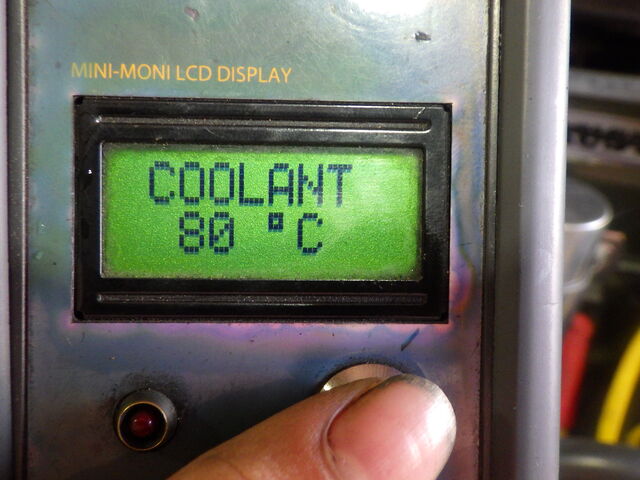 MINI-MONI LCD DISPLAY
COOLANT
80 °C